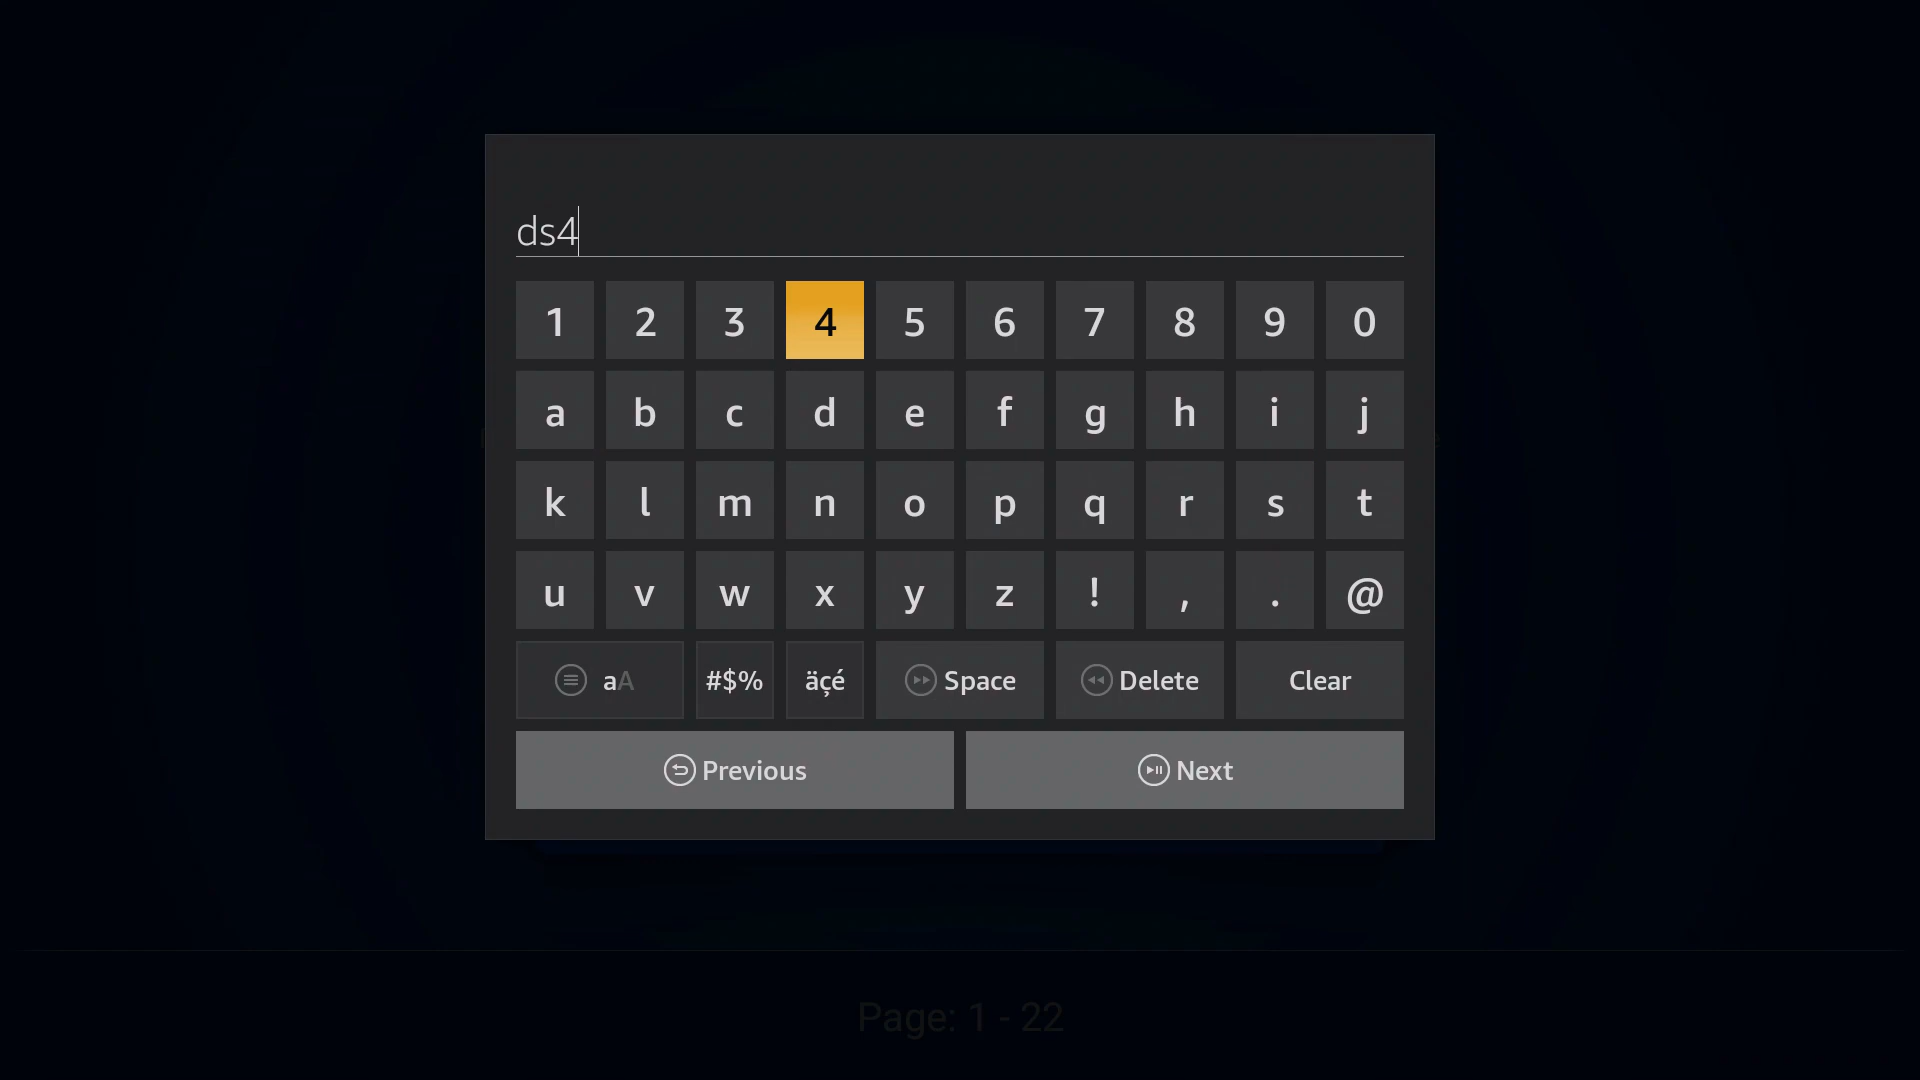 ds4
1 2 3 4 5 6 7 8 9 0
a b c d e f g h i j
k l m n o p q r s t
u v w x y z ! , . @
aA #$% äçé Space Delete Clear
Previous Next
Page: 1 - 22